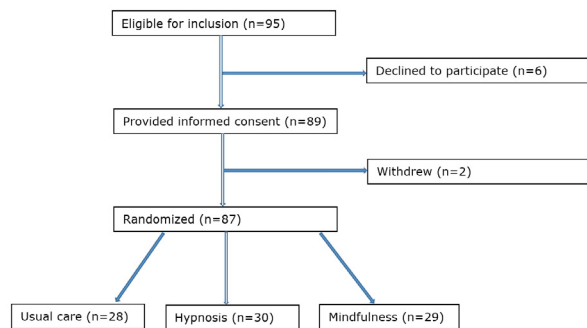 Eligible for inclusion (n=95)
Declined to participate (n=6)
Provided informed consent (n=89)
Withdrew (n=2)
Randomized (n=87)
Usual care (n=28)
Hypnosis (n=30)
Mindfulness (n=29)